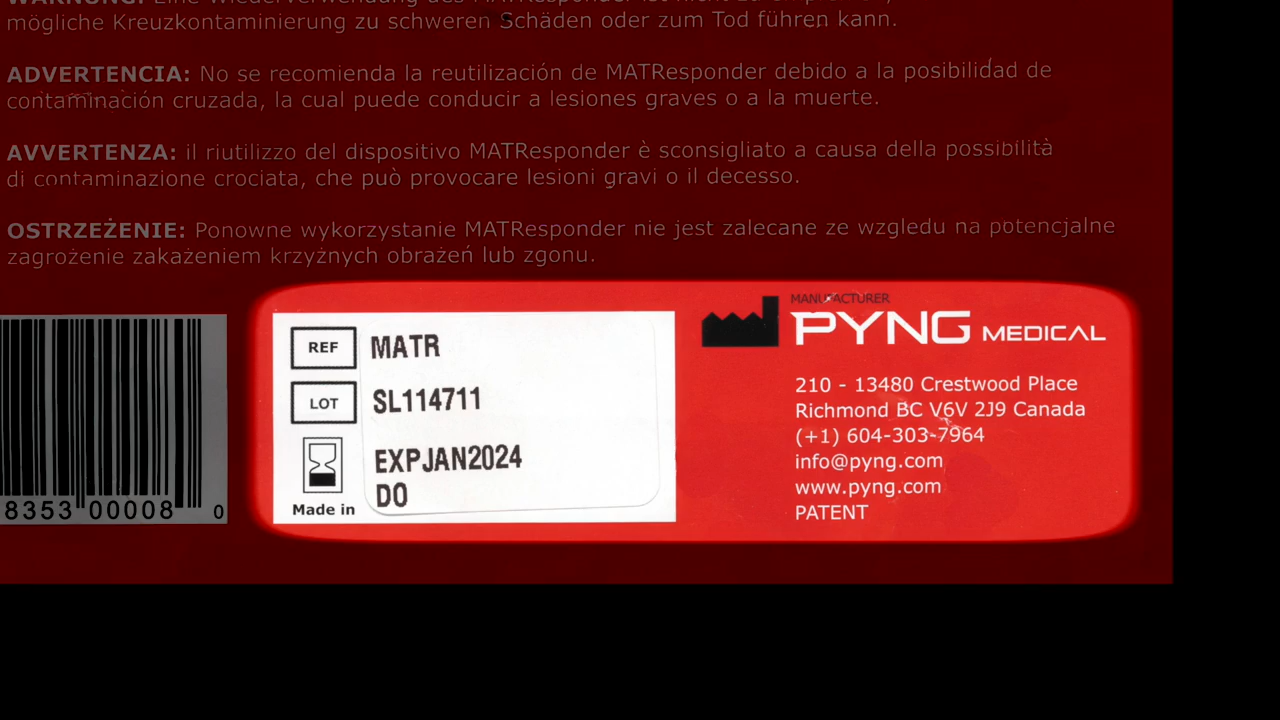 mögliche Kreuzkontaminierung zu schweren Schäden oder zum Tod führen kann.
ADVERTENCIA: No se recomienda la reutilización de MATResponder debido a la posibilidad de
contaminación cruzada, la cual puede conducir a lesiones graves o a la muerte.
AVVERTENZA: il riutilizzo del dispositivo MATResponder è sconsigliato a causa della possibilità
di contaminazione crociata, che può provocare lesioni gravi o il decesso.
OSTRZEŻENIE: Ponowne wykorzystanie MATResponder nie jest zalecane ze wzgledu na potencjalne
zagrożenie zakażeniem krzyżnych obrażeń lub zgonu.
8353 00008 0
REF MATR
LOT SL114711
EXPJAN2024
Made in DO
MANUFACTURER
PYNG MEDICAL
210 - 13480 Crestwood Place
Richmond BC V6V 2J9 Canada
(+1) 604-303-7964
info@pyng.com
www.pyng.com
PATENT